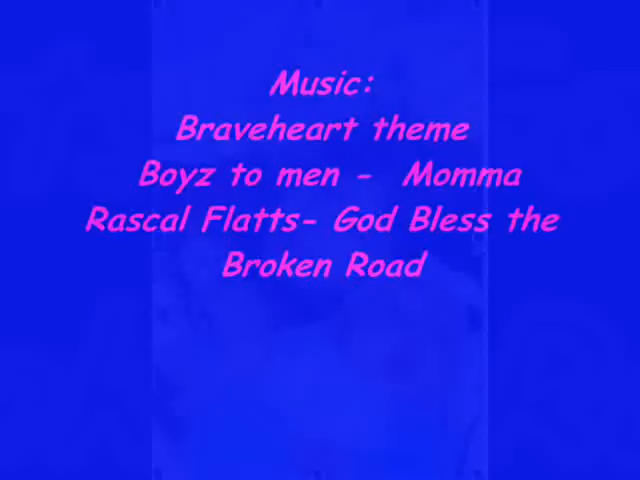 Music:
Braveheart theme
Boyz to men - Momma
Rascal Flatts- God Bless the
Broken Road